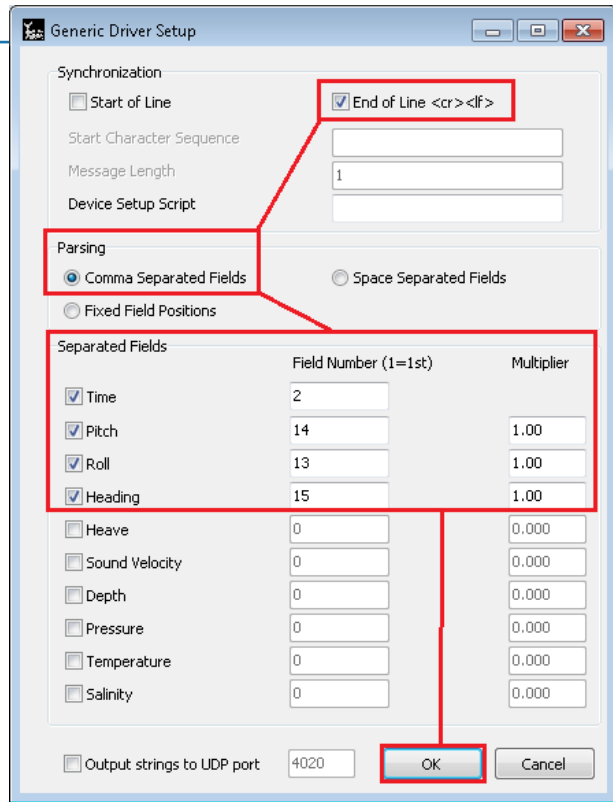 Generic Driver Setup
Synchronization
Start of Line End of Line <cr><lf>
Start Character Sequence
Message Length 1
Device Setup Script
Parsing
Comma Separated Fields Space Separated Fields
Fixed Field Positions
Separated Fields
Field Number (1=1st) Multiplier
Time 2
Pitch 14 1.00
Roll 13 1.00
Heading 15 1.00
Heave 0 0.000
Sound Velocity 0 0.000
Depth 0 0.000
Pressure 0 0.000
Temperature 0 0.000
Salinity 0 0.000
Output strings to UDP port 4020 OK Cancel